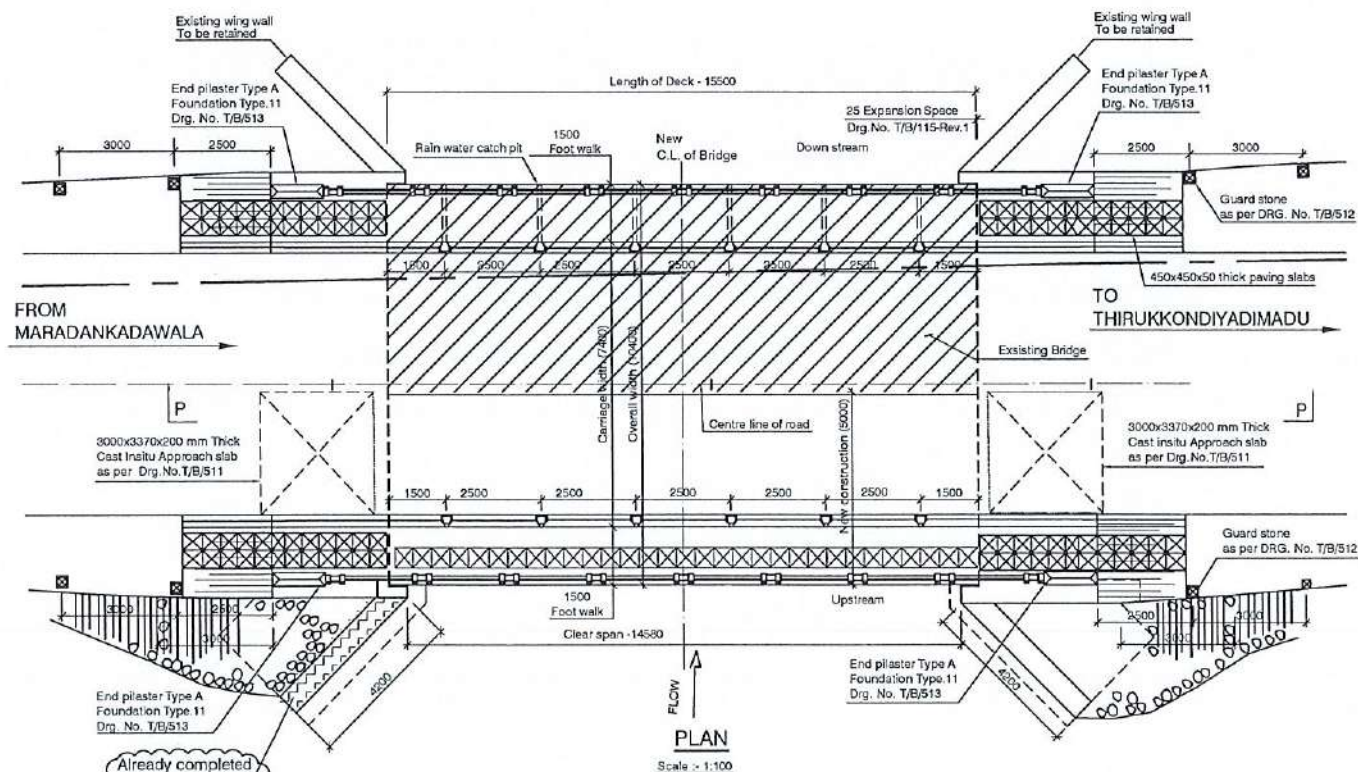 Existing wing wall
To be retained
Existing wing wall
To be retained
End pilaster Type A
Foundation Type.11
Drg. No. T/B/513
Length of Deck - 15500
End pilaster Type A
Foundation Type.11
Drg. No. T/B/513
25 Expansion Space
Drg.No. T/B/115-Rev.1
3000
2500
Rain water catch pit
1500
Foot walk
New
C.L. of Bridge
Down stream
2500
3000
Guard stone
as per DRG. No. T/B/512
1500
2500
2500
2500
2500
2500
1500
450x450x50 thick paving slabs
FROM
MARADANKADAWALA
TO
THIRUKKONDIYADIMADU
Carriage width (7400)
Overall width (10400)
Exsisting Bridge
P
P
Centre line of road
New construction (5000)
3000x3370x200 mm Thick
Cast insitu Approach slab
as per Drg.No.T/B/511
3000x3370x200 mm Thick
Cast insitu Approach slab
as per Drg.No.T/B/511
1500
2500
2500
2500
2500
2500
1500
Guard stone
as per DRG. No. T/B/512
1500
Foot walk
Upstream
3000
2500
3000
2500
3000
3000
Clear span -14580
4200
4200
End pilaster Type A
Foundation Type.11
Drg. No. T/B/513
End pilaster Type A
Foundation Type.11
Drg. No. T/B/513
FLOW
Already completed
PLAN
Scale :- 1:100